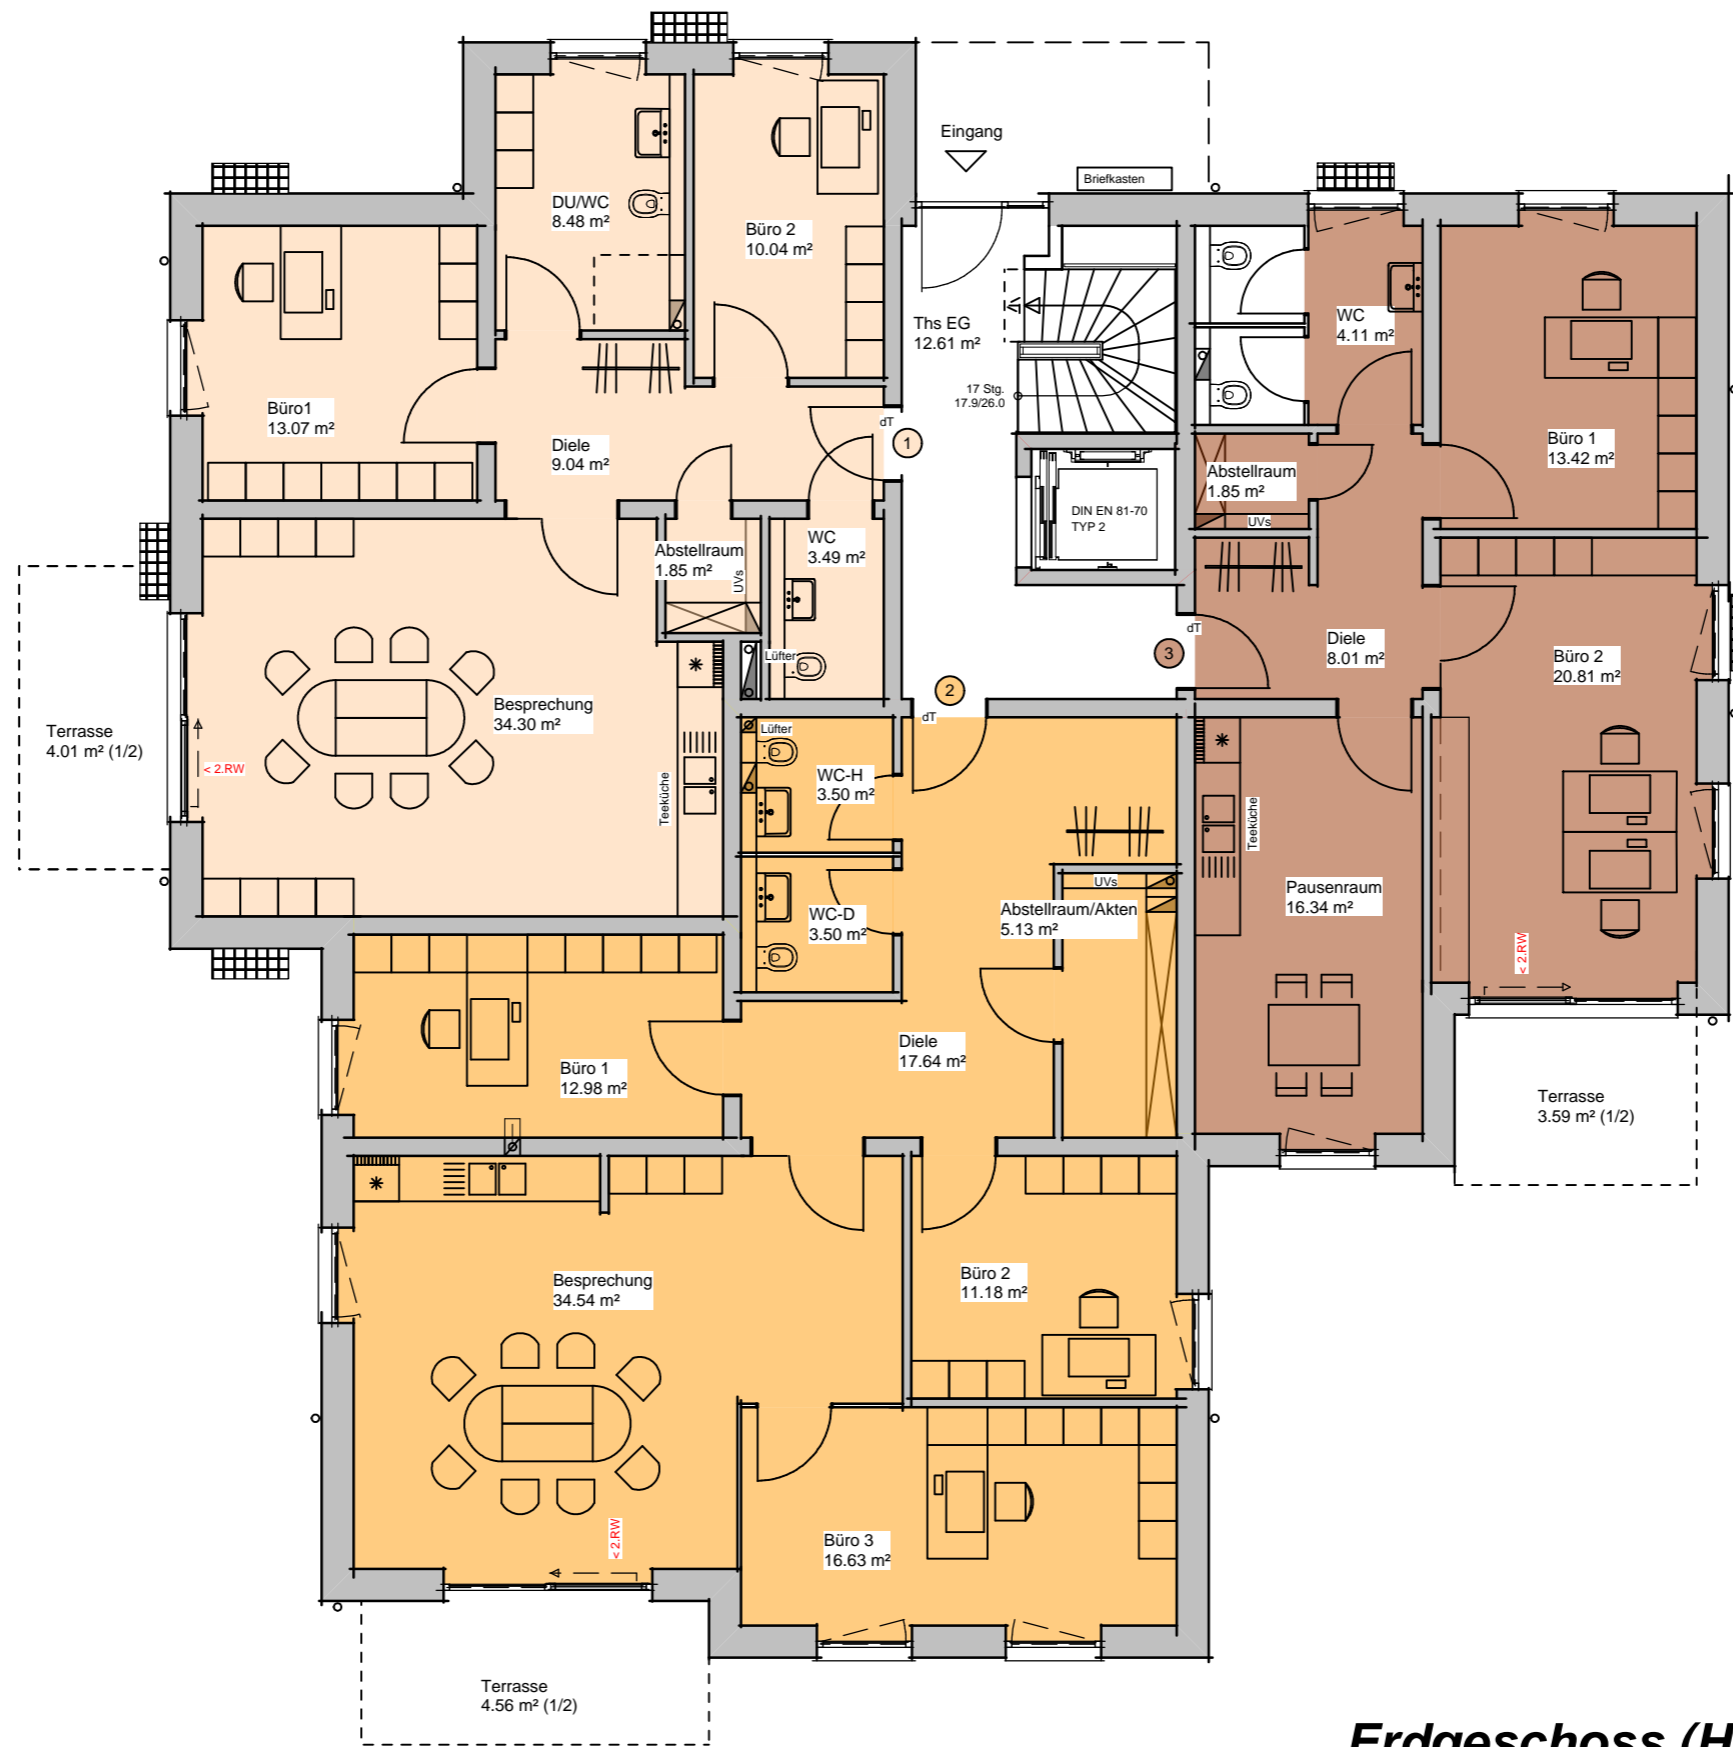 Eingang
Briefkasten
DU/WC
8.48 m²
Büro 2
10.04 m²
Ths EG
12.61 m²
17 Stg.
17.9/26.0
WC
4.11 m²
Büro1
13.07 m²
Diele
9.04 m²
dT
1
Büro 1
13.42 m²
Abstellraum
1.85 m²
UVs
DIN EN 81-70
TYP 2
Abstellraum
1.85 m²
UVs
WC
3.49 m²
Lüfter
dT
3
Diele
8.01 m²
Büro 2
20.81 m²
Terrasse
4.01 m² (1/2)
< 2.RW
Besprechung
34.30 m²
Teeküche
2
dT
Lüfter
WC-H
3.50 m²
Teeküche
WC-D
3.50 m²
UVs
Abstellraum/Akten
5.13 m²
Pausenraum
16.34 m²
< 2.RW
Büro 1
12.98 m²
Diele
17.64 m²
Terrasse
3.59 m² (1/2)
Besprechung
34.54 m²
Büro 2
11.18 m²
< 2.RW
Büro 3
16.63 m²
Terrasse
4.56 m² (1/2)
Erdgeschoss (H